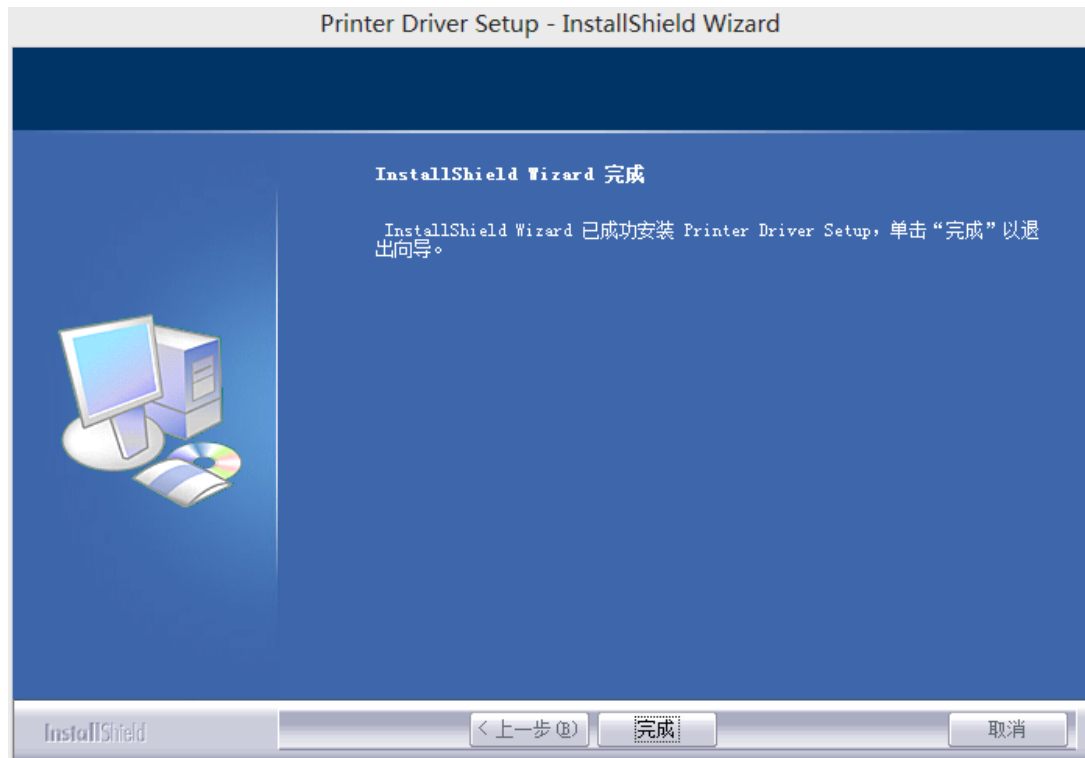 Printer Driver Setup - InstallShield Wizard
InstallShield Wizard 完成
InstallShield Wizard 已成功安装 Printer Driver Setup，单击“完成”以退
出向导。
InstallShield
< 上一步(B)
完成
取消